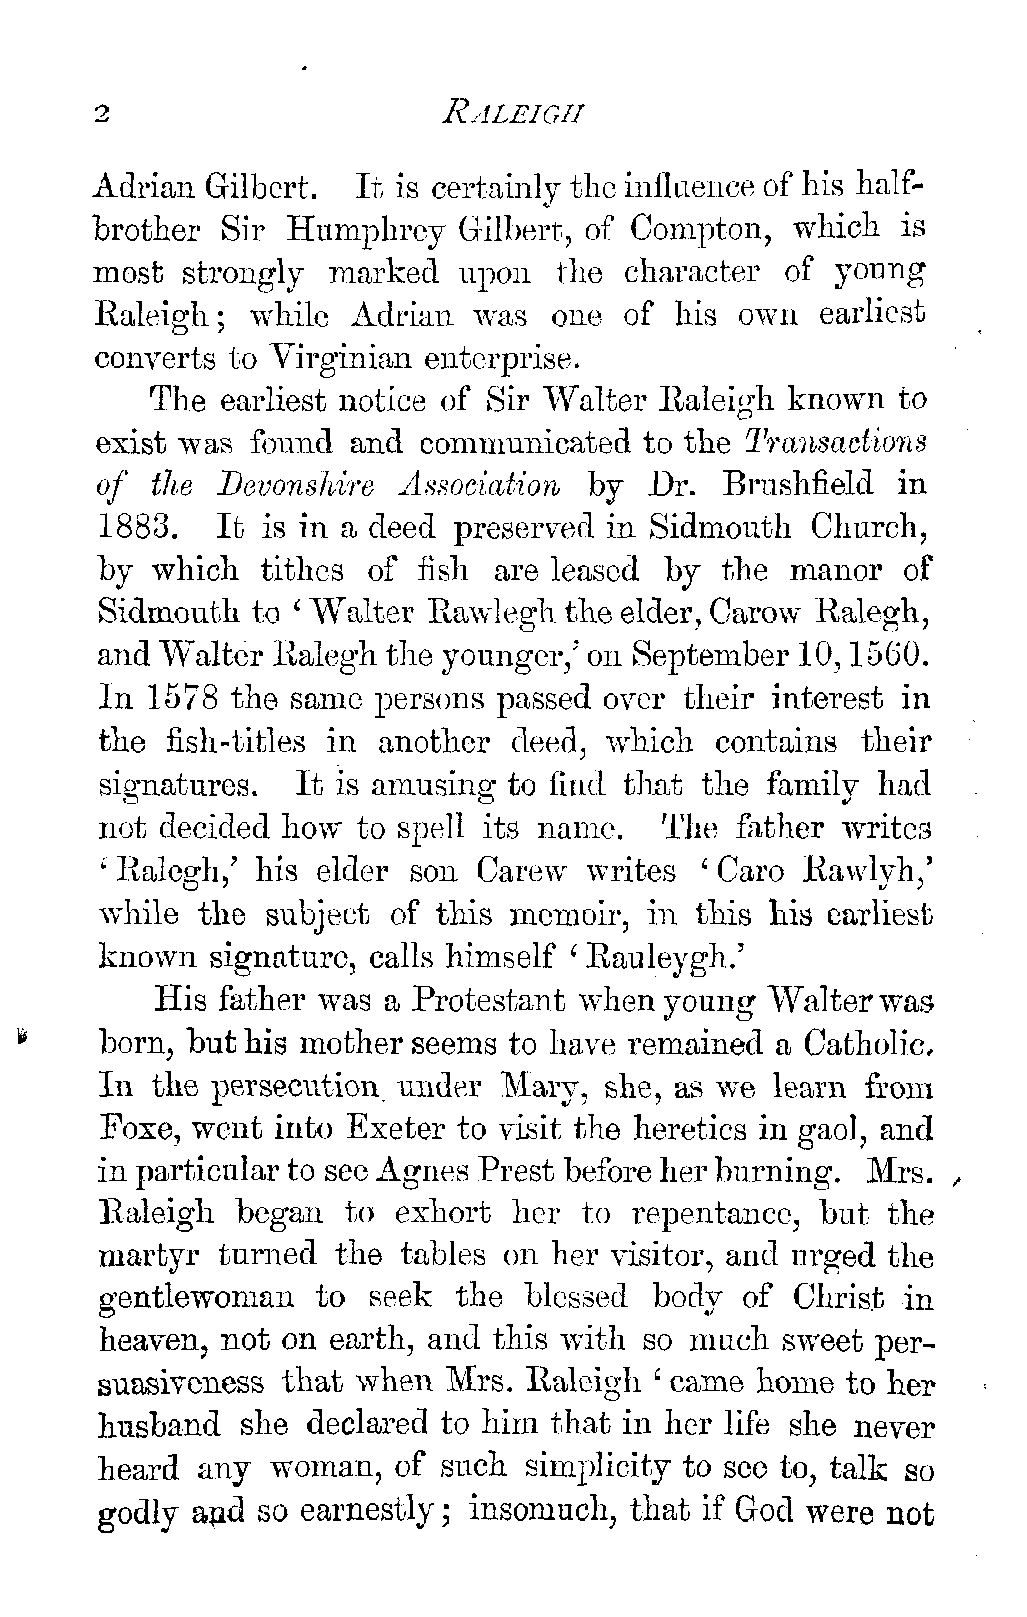 2 RALEIGH
Adrian Gilbert. It is certainly the influence of his half-
brother Sir Humphrey Gilbert, of Compton, which is
most strongly marked upon the character of young
Raleigh; while Adrian was one of his own earliest
converts to Virginian enterprise.
The earliest notice of Sir Walter Raleigh known to
exist was found and communicated to the Transactions
of the Devonshire Association by Dr. Brushfield in
1883. It is in a deed preserved in Sidmouth Church,
by which tithes of fish are leased by the manor of
Sidmouth to ‘Walter Rawlegh the elder, Carow Ralegh,
and Walter Ralegh the younger,’ on September 10, 1560.
In 1578 the same persons passed over their interest in
the fish-titles in another deed, which contains their
signatures. It is amusing to find that the family had
not decided how to spell its name. The father writes
‘Ralegh,’ his elder son Carew writes ‘Caro Rawlyh,’
while the subject of this memoir, in this his earliest
known signature, calls himself ‘Rauleygh.’
His father was a Protestant when young Walter was
born, but his mother seems to have remained a Catholic.
In the persecution under Mary, she, as we learn from
Foxe, went into Exeter to visit the heretics in gaol, and
in particular to see Agnes Prest before her burning. Mrs.
Raleigh began to exhort her to repentance, but the
martyr turned the tables on her visitor, and urged the
gentlewoman to seek the blessed body of Christ in
heaven, not on earth, and this with so much sweet per-
suasiveness that when Mrs. Raleigh ‘came home to her
husband she declared to him that in her life she never
heard any woman, of such simplicity to see to, talk so
godly and so earnestly; insomuch, that if God were not